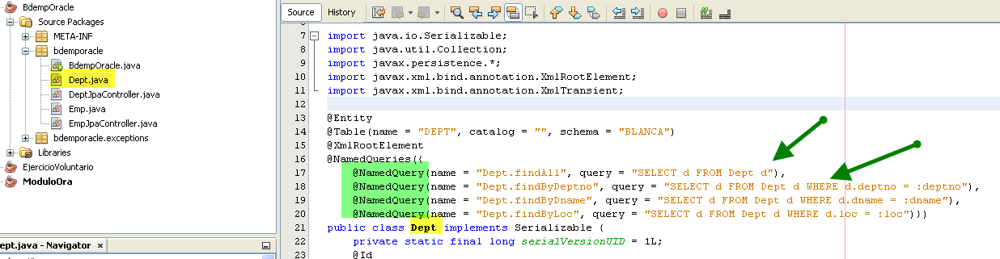 BdempOracle
Source Packages
META-INF
bdemporacle
BdempOracle.java
Dept.java
DeptJpaController.java
Emp.java
EmpJpaController.java
bdemporacle.exceptions
Libraries
EjercicioVoluntario
ModuloOra
ept.java - Navigator ×
Source History
7 import java.io.Serializable;
8 import java.util.Collection;
9 import javax.persistence.*;
10 import javax.xml.bind.annotation.XmlRootElement;
11 import javax.xml.bind.annotation.XmlTransient;
12
13 @Entity
14 @Table(name = "DEPT", catalog = "", schema = "BLANCA")
15 @XmlRootElement
16 @NamedQueries({
17 @NamedQuery(name = "Dept.findAll", query = "SELECT d FROM Dept d"),
18 @NamedQuery(name = "Dept.findByDeptno", query = "SELECT d FROM Dept d WHERE d.deptno = :deptno"),
19 @NamedQuery(name = "Dept.findByDname", query = "SELECT d FROM Dept d WHERE d.dname = :dname"),
20 @NamedQuery(name = "Dept.findByLoc", query = "SELECT d FROM Dept d WHERE d.loc = :loc")})
21 public class Dept implements Serializable {
22 private static final long serialVersionUID = 1L;
23 @Id